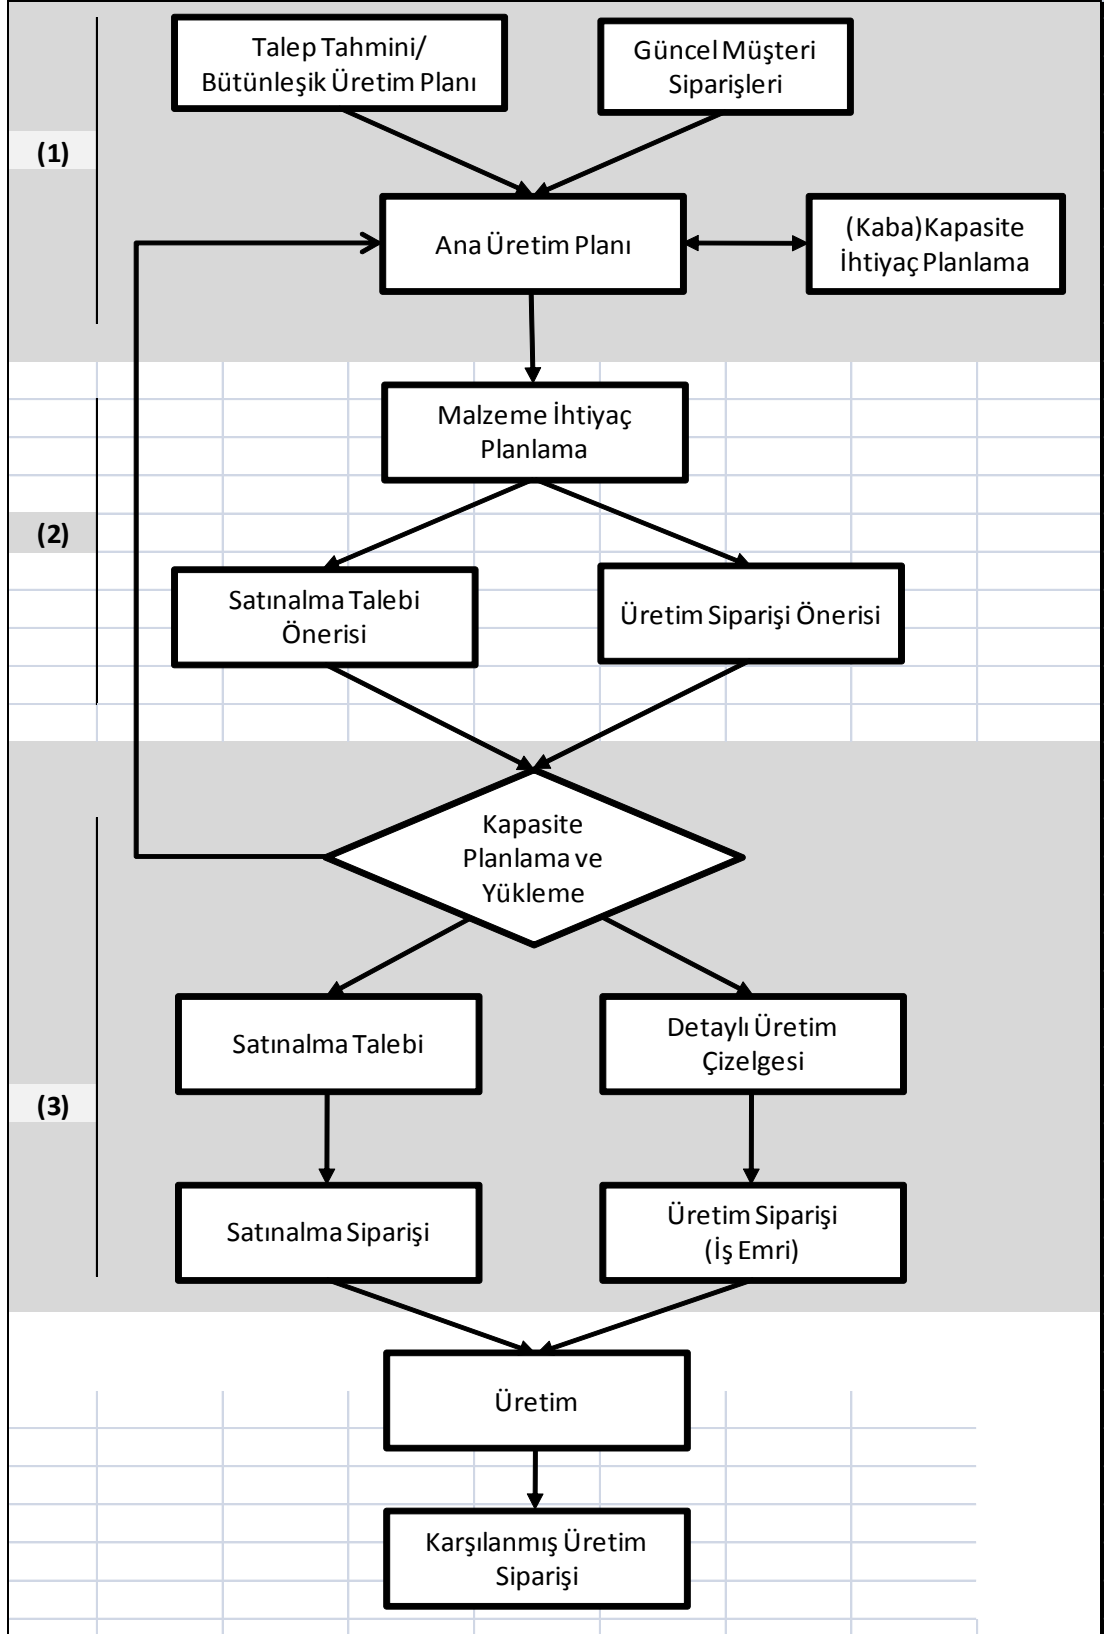 Talep Tahmini/
Bütünleşik Üretim Planı
Güncel Müşteri
Siparişleri
(1)
Ana Üretim Planı
(Kaba)Kapasite
İhtiyaç Planlama
Malzeme İhtiyaç
Planlama
(2)
Satınalma Talebi
Önerisi
Üretim Siparişi Önerisi
Kapasite
Planlama ve
Yükleme
Satınalma Talebi
Detaylı Üretim
Çizelgesi
(3)
Satınalma Siparişi
Üretim Siparişi
(İş Emri)
Üretim
Karşılanmış Üretim
Siparişi